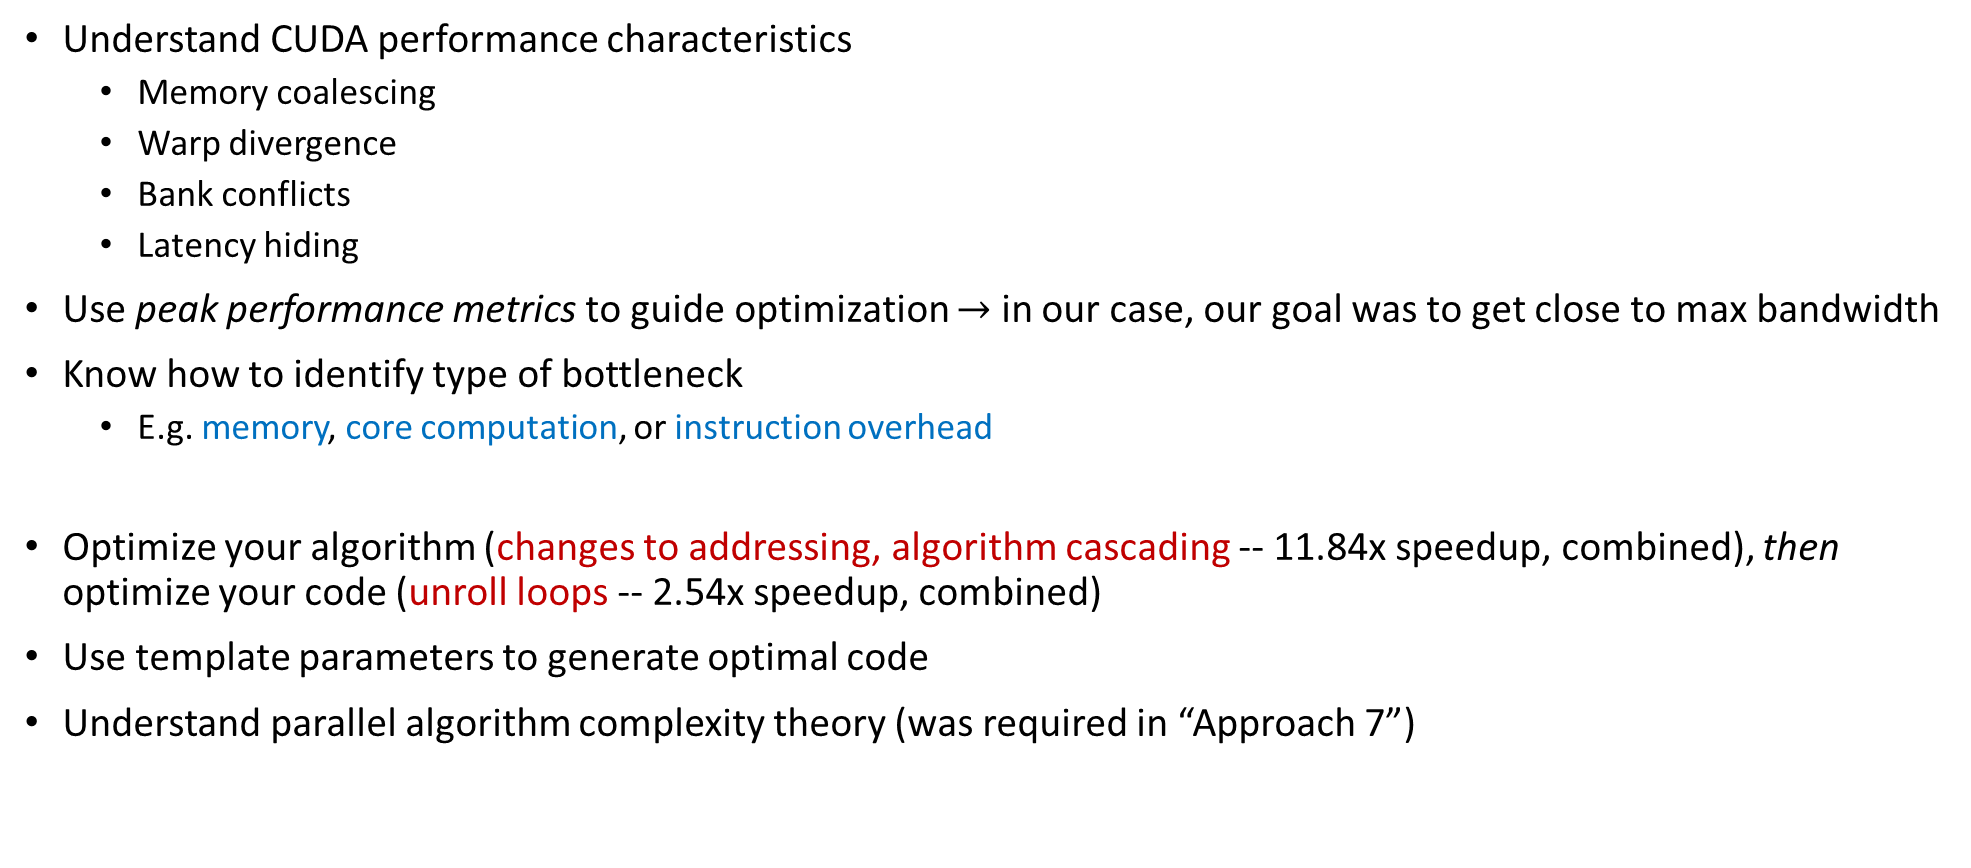 • Understand CUDA performance characteristics
• Memory coalescing
• Warp divergence
• Bank conflicts
• Latency hiding
• Use peak performance metrics to guide optimization → in our case, our goal was to get close to max bandwidth
• Know how to identify type of bottleneck
• E.g. memory, core computation, or instruction overhead
• Optimize your algorithm (changes to addressing, algorithm cascading -- 11.84x speedup, combined), then
optimize your code (unroll loops -- 2.54x speedup, combined)
• Use template parameters to generate optimal code
• Understand parallel algorithm complexity theory (was required in “Approach 7”)